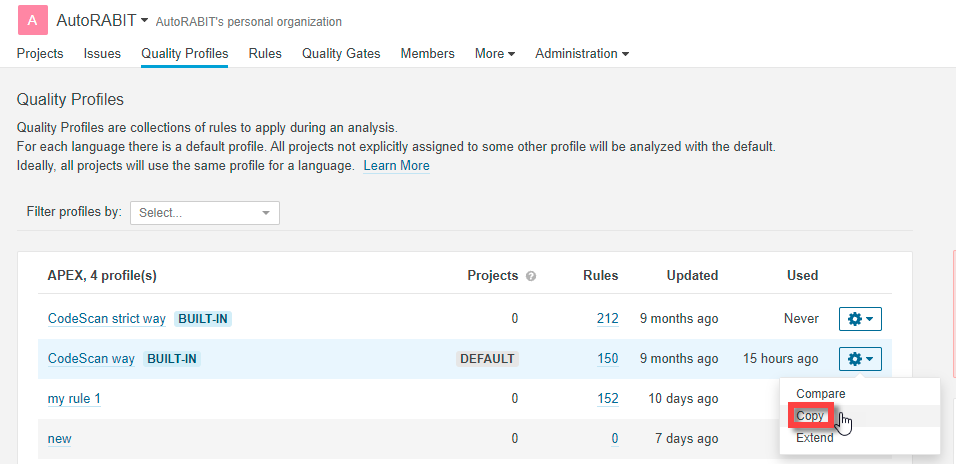 A AutoRABIT AutoRABIT's personal organization
Projects Issues Quality Profiles Rules Quality Gates Members More Administration
Quality Profiles
Quality Profiles are collections of rules to apply during an analysis.
For each language there is a default profile. All projects not explicitly assigned to some other profile will be analyzed with the default.
Ideally, all projects will use the same profile for a language. Learn More
Filter profiles by: Select...
APEX, 4 profile(s) Projects ? Rules Updated Used
CodeScan strict way BUILT-IN 0 212 9 months ago Never
CodeScan way BUILT-IN DEFAULT 150 9 months ago 15 hours ago
my rule 1 0 152 10 days ago
new 0 0 7 days ago
Compare
Copy
Extend